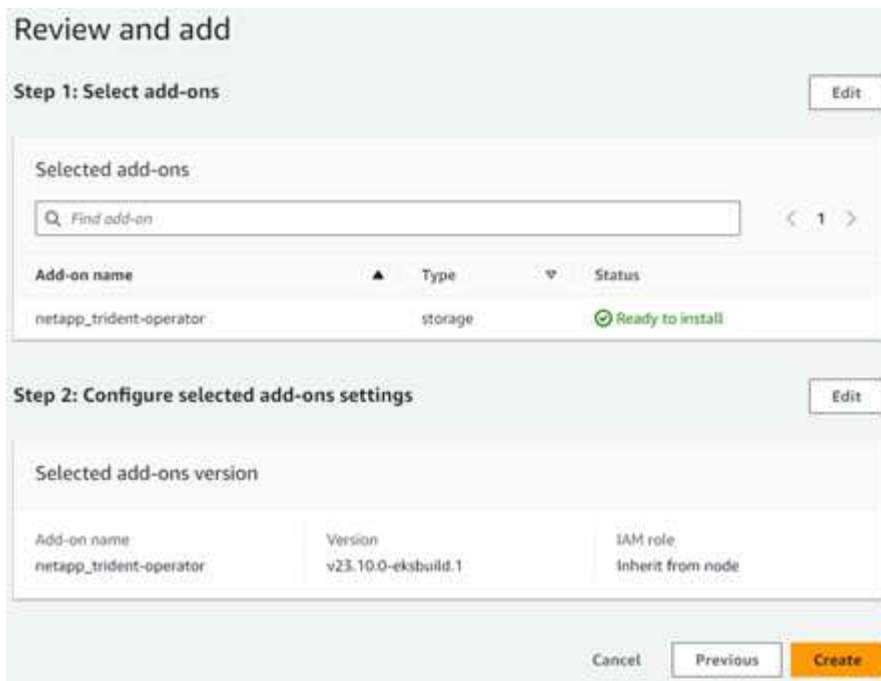 Review and add
Step 1: Select add-ons
Edit
Selected add-ons
Find add-on
1
Add-on name
Type
Status
netapp_trident-operator
storage
Ready to install
Step 2: Configure selected add-ons settings
Edit
Selected add-ons version
Add-on name
Version
IAM role
netapp_trident-operator
v23.10.0-eksbuild.1
Inherit from node
Cancel
Previous
Create